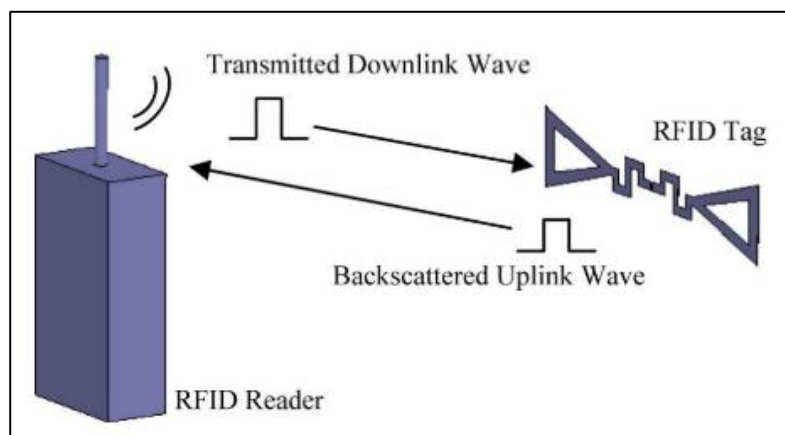 Transmitted Downlink Wave
RFID Tag
Backscattered Uplink Wave
RFID Reader